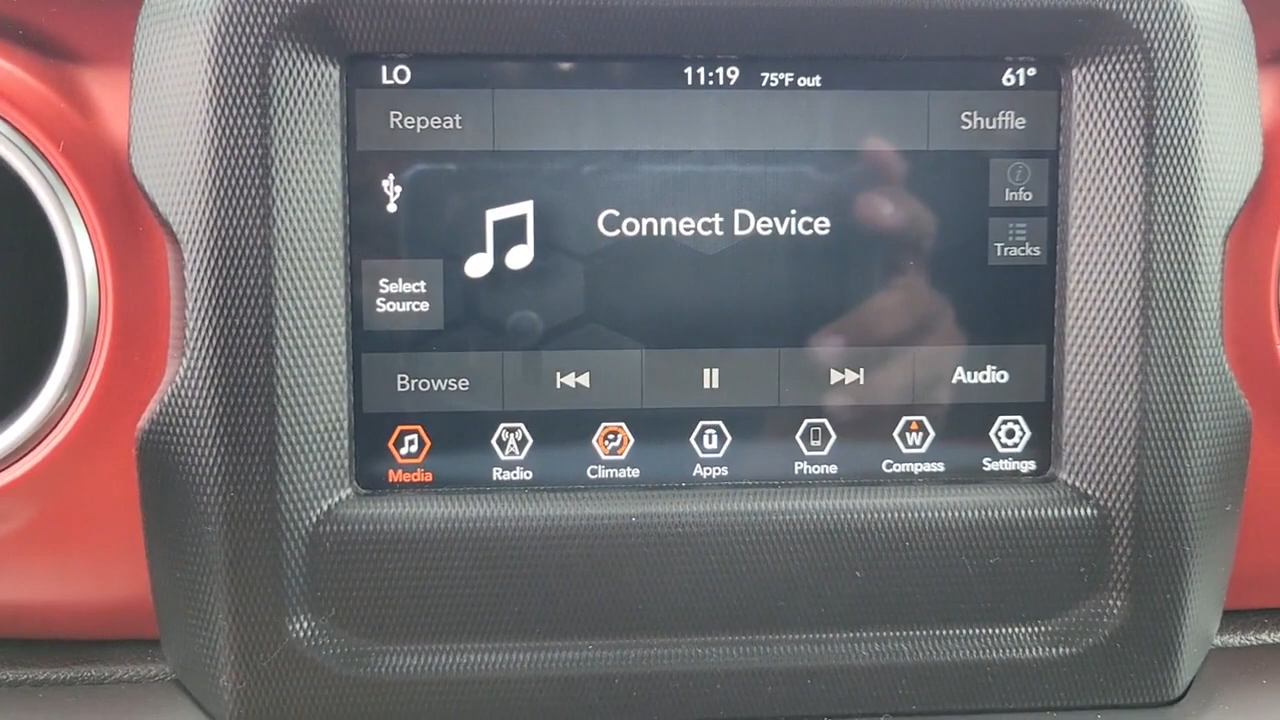 LO 11:19 75°F out 61°
Repeat Shuffle
Info
Connect Device
Tracks
Select
Source
Browse Audio
Media Radio Climate Apps Phone W Compass Settings